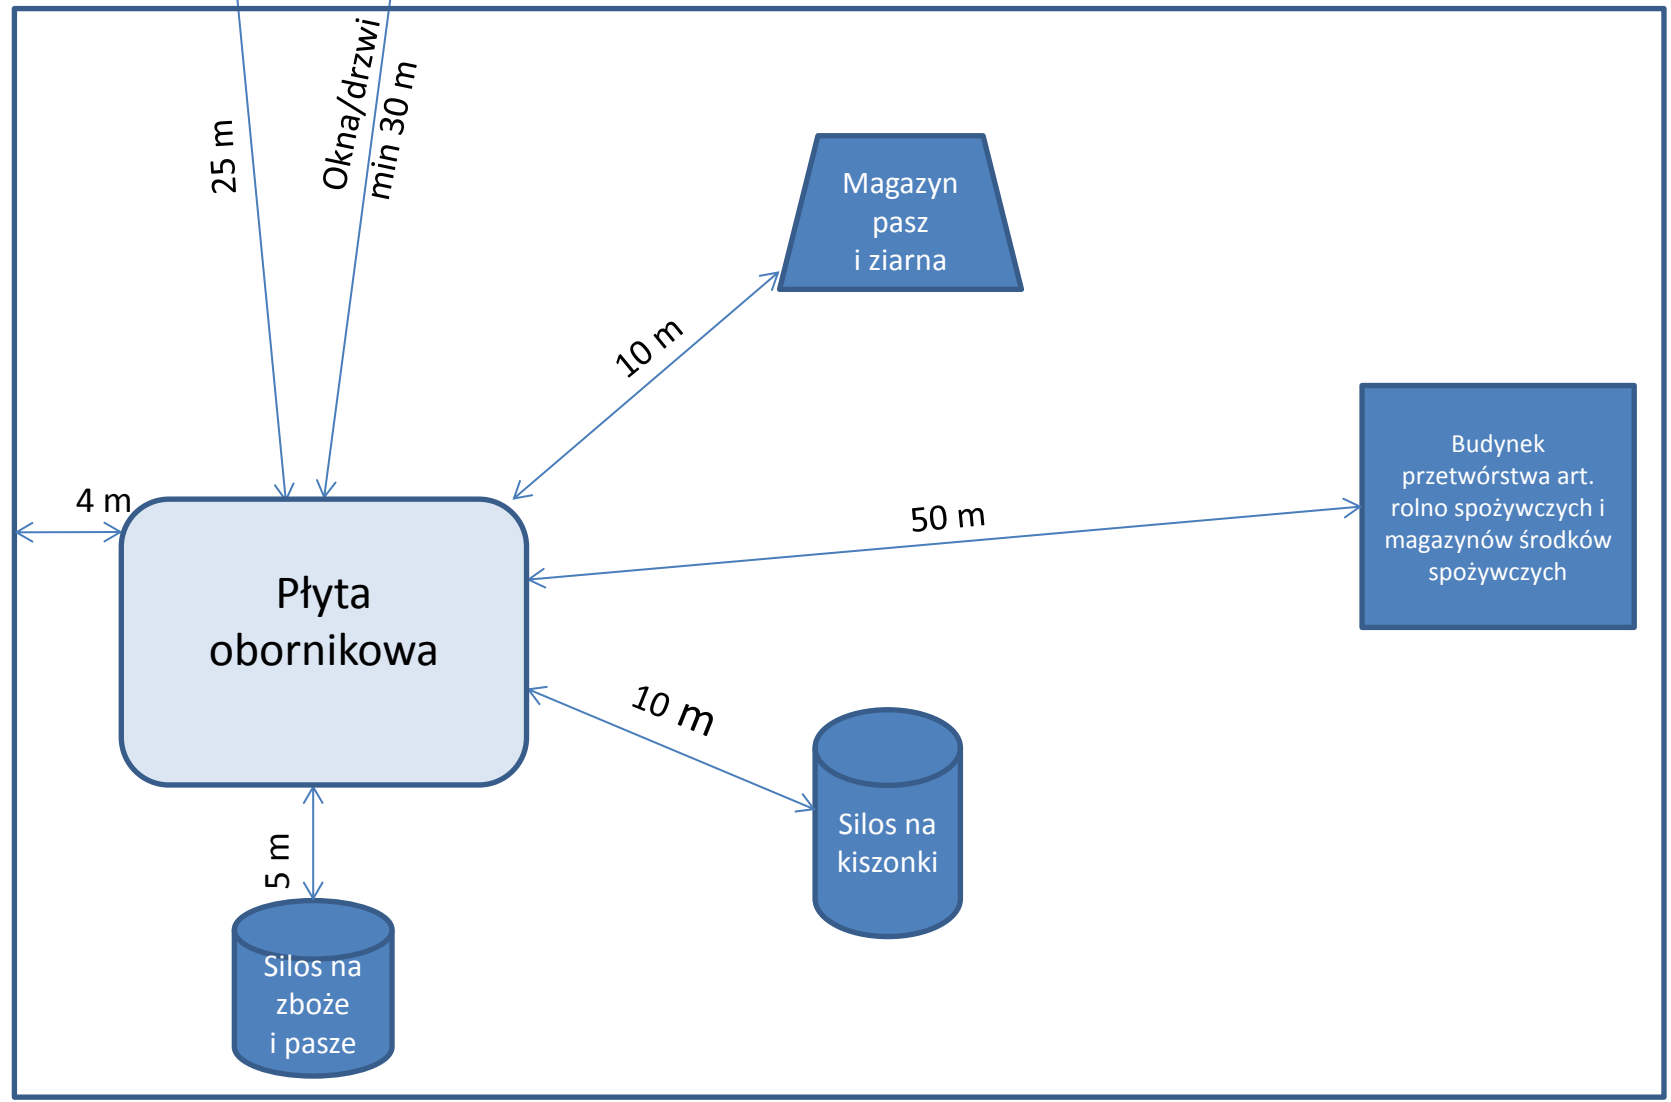 25 m
Okna/drzwi
min 30 m
Magazyn
pasz
i ziarna
10 m
4 m
50 m
Budynek
przetwórstwa art.
rolno spożywczych i
magazynów środków
spożywczych
Płyta
obornikowa
10 m
5 m
Silos na
kiszonki
Silos na
zboże
i pasze